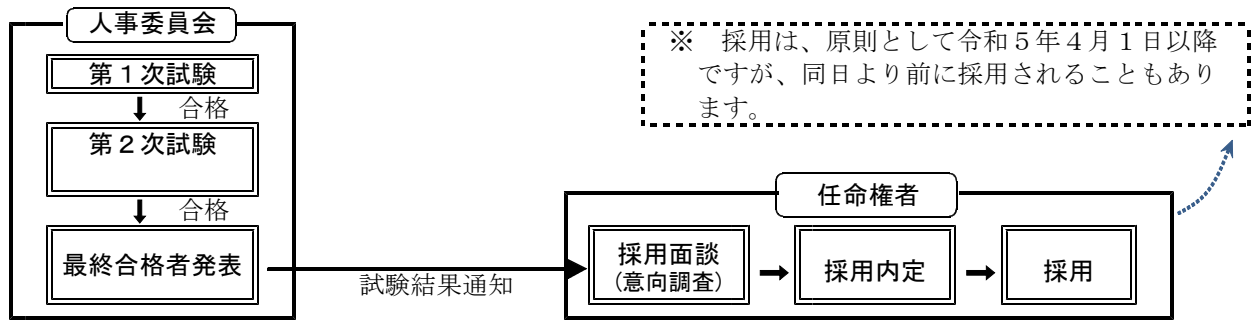 人事委員会
第１次試験
合格
第２次試験
合格
最終合格者発表
試験結果通知
※　採用は、原則として令和５年４月１日以降
ですが、同日より前に採用されることもあり
ます。
任命権者
採用面談
(意向調査)
採用内定
採用